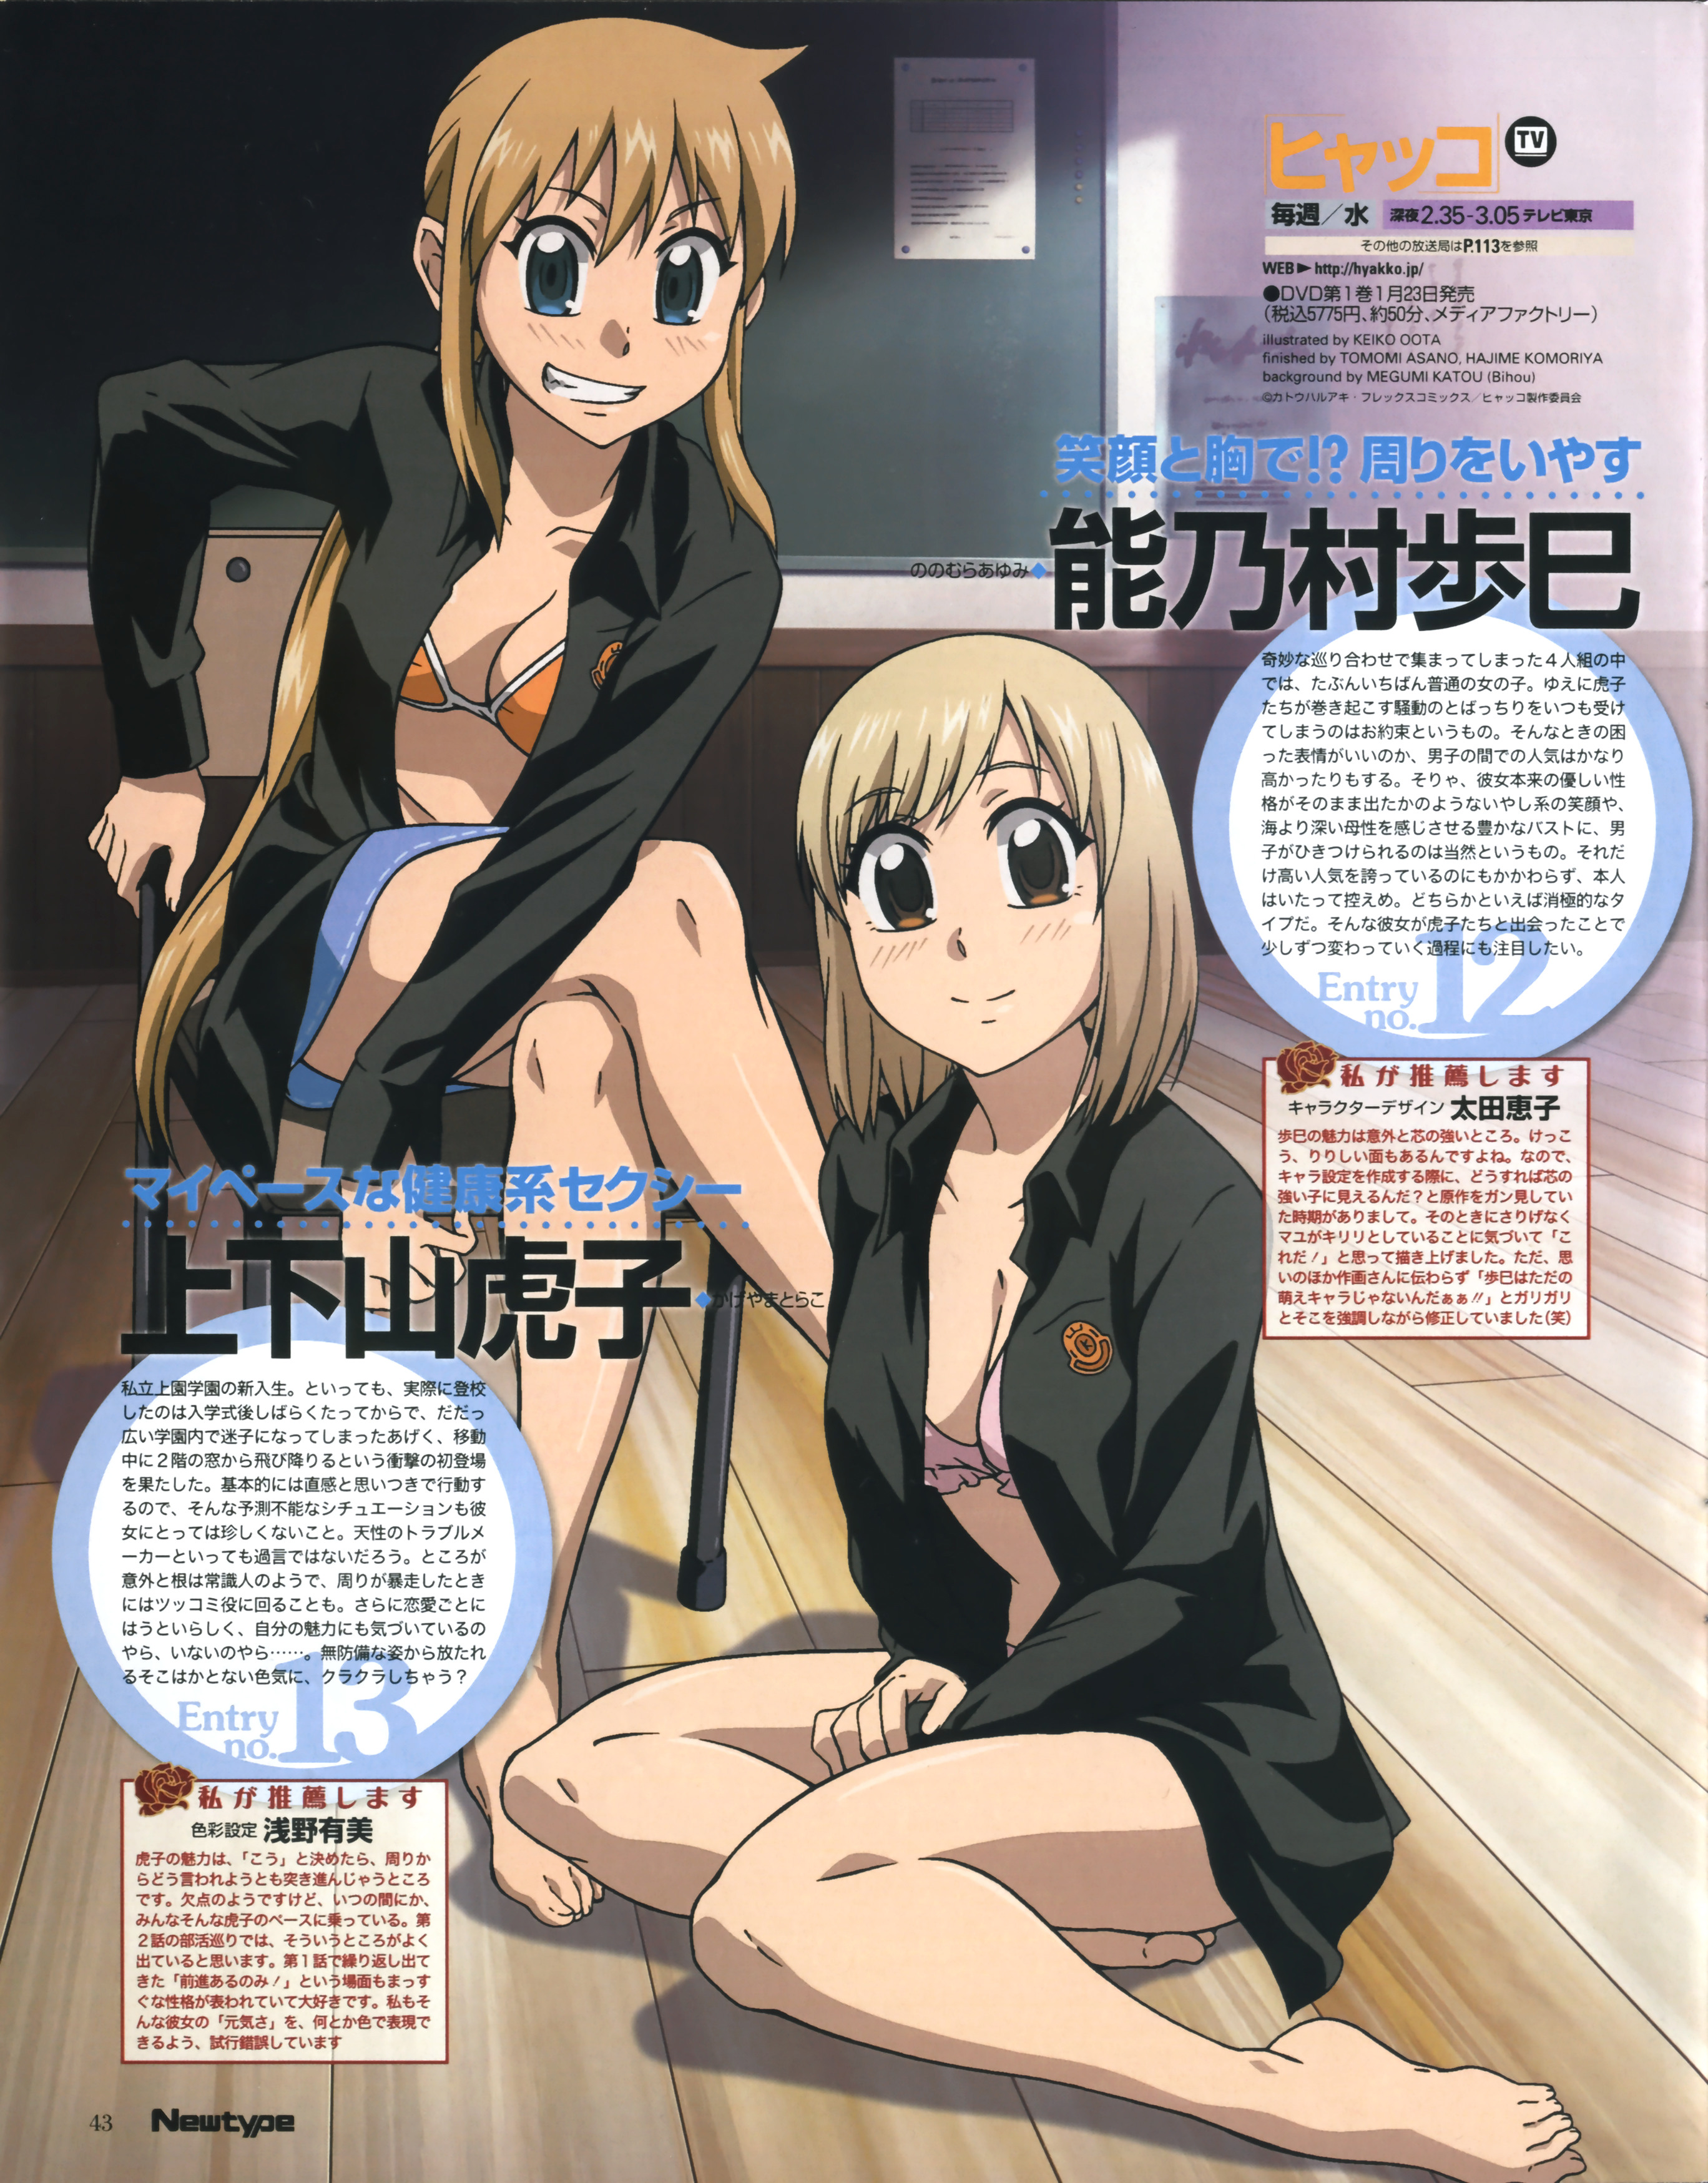 ヒャッコ
TV
毎週／水
深夜2.35-3.05テレビ東京
その他の放送局はP.113を参照
WEB▶http://hyakko.jp/
●DVD第1巻1月23日発売
(税込5775円、約50分、メディアファクトリー)
illustrated by KEIKO OOTA
finished by TOMOMI ASANO, HAJIME KOMORIYA
background by MEGUMI KATOU (Bihou)
©カトウハルアキ・フレックスコミックス／ヒャッコ製作委員会
笑顔と胸で!? 周りをいやす
ののむらあゆみ◆
能乃村歩巳
奇妙な巡り合わせで集まってしまった4人組の中
では、たぶんいちばん普通の女の子。ゆえに虎子
たちが巻き起こす騒動のとばっちりをいつも受け
てしまうのはお約束というもの。そんなときの困
った表情がいいのか、男子の間での人気はかなり
高かったりもする。そりゃ、彼女本来の優しい性
格がそのまま出たかのようないやし系の笑顔や、
海より深い母性を感じさせる豊かなバストに、男
子がひきつけられるのは当然というもの。それだ
け高い人気を誇っているのにもかかわらず、本人
はいたって控えめ。どちらかといえば消極的なタ
イプだ。そんな彼女が虎子たちと出会ったことで
少しずつ変わっていく過程にも注目したい。
Entry no.12
私が推薦します
キャラクターデザイン 太田恵子
歩巳の魅力は意外と芯の強いところ。けっこ
う、りりしい面もあるんですよね。なので、
キャラ設定を作成する際に、どうすれば芯の
強い子に見えるんだ？と原作をガン見してい
た時期がありまして。そのときにさりげなく
マユがキリリとしていることに気づいて「こ
れだ！」と思って描き上げました。ただ、思
いのほか作画さんに伝わらず「歩巳はただの
萌えキャラじゃないんだぁぁ!!」とガリガリ
とそこを強調しながら修正していました(笑)
マイペースな健康系セクシー
上下山虎子
◆かげやまとらこ
私立上園学園の新入生。といっても、実際に登校
したのは入学式後しばらくたってからで、だだっ
広い学園内で迷子になってしまったあげく、移動
中に2階の窓から飛び降りるという衝撃の初登場
を果たした。基本的には直感と思いつきで行動す
るので、そんな予測不能なシチュエーションも彼
女にとっては珍しくないこと。天性のトラブルメ
ーカーといっても過言ではないだろう。ところが
意外と根は常識人のようで、周りが暴走したとき
にはツッコミ役に回ることも。さらに恋愛ごとに
はうといらしく、自分の魅力にも気づいているの
やら、いないのやら……。無防備な姿から放たれ
るそこはかとない色気に、クラクラしちゃう？
Entry no.13
私が推薦します
色彩設定 浅野有美
虎子の魅力は、「こう」と決めたら、周りか
らどう言われようとも突き進んじゃうところ
です。欠点のようですけど、いつの間にか、
みんなそんな虎子のペースに乗っている。第
2話の部活巡りでは、そういうところがよく
出ていると思います。第1話で繰り返し出て
きた「前進あるのみ！」という場面もまっす
ぐな性格が表われていて大好きです。私もそ
んな彼女の「元気さ」を、何とか色で表現で
きるよう、試行錯誤しています
43 Newtype